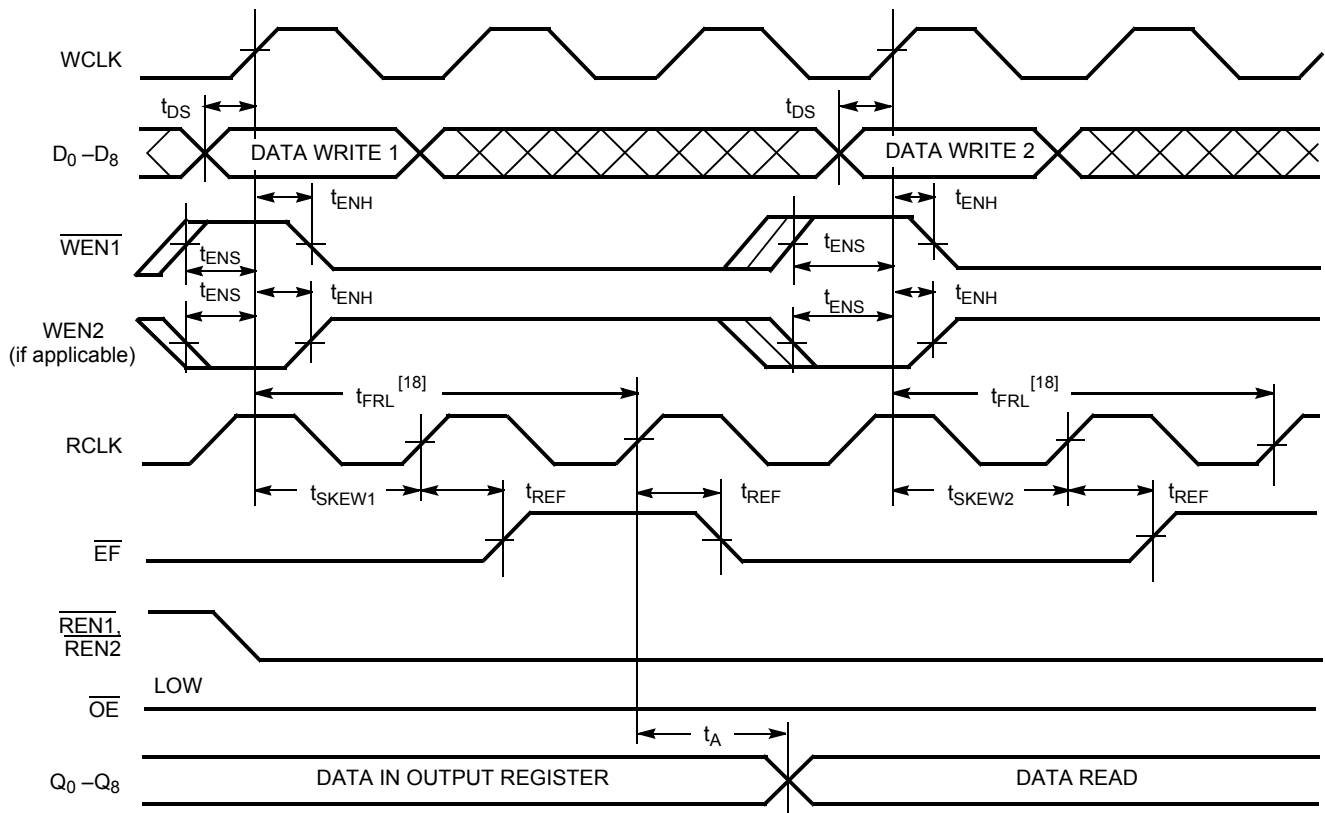 WCLK
tDS
tDS
D0 –D8
DATA WRITE 1
DATA WRITE 2
tENH
tENH
WEN1
tENS
tENS
tENS
tENH
tENS
tENH
WEN2
(if applicable)
tFRL[18]
tFRL[18]
RCLK
tSKEW1
tREF
tREF
tSKEW2
tREF
EF
REN1,
REN2
LOW
OE
tA
Q0 –Q8
DATA IN OUTPUT REGISTER
DATA READ